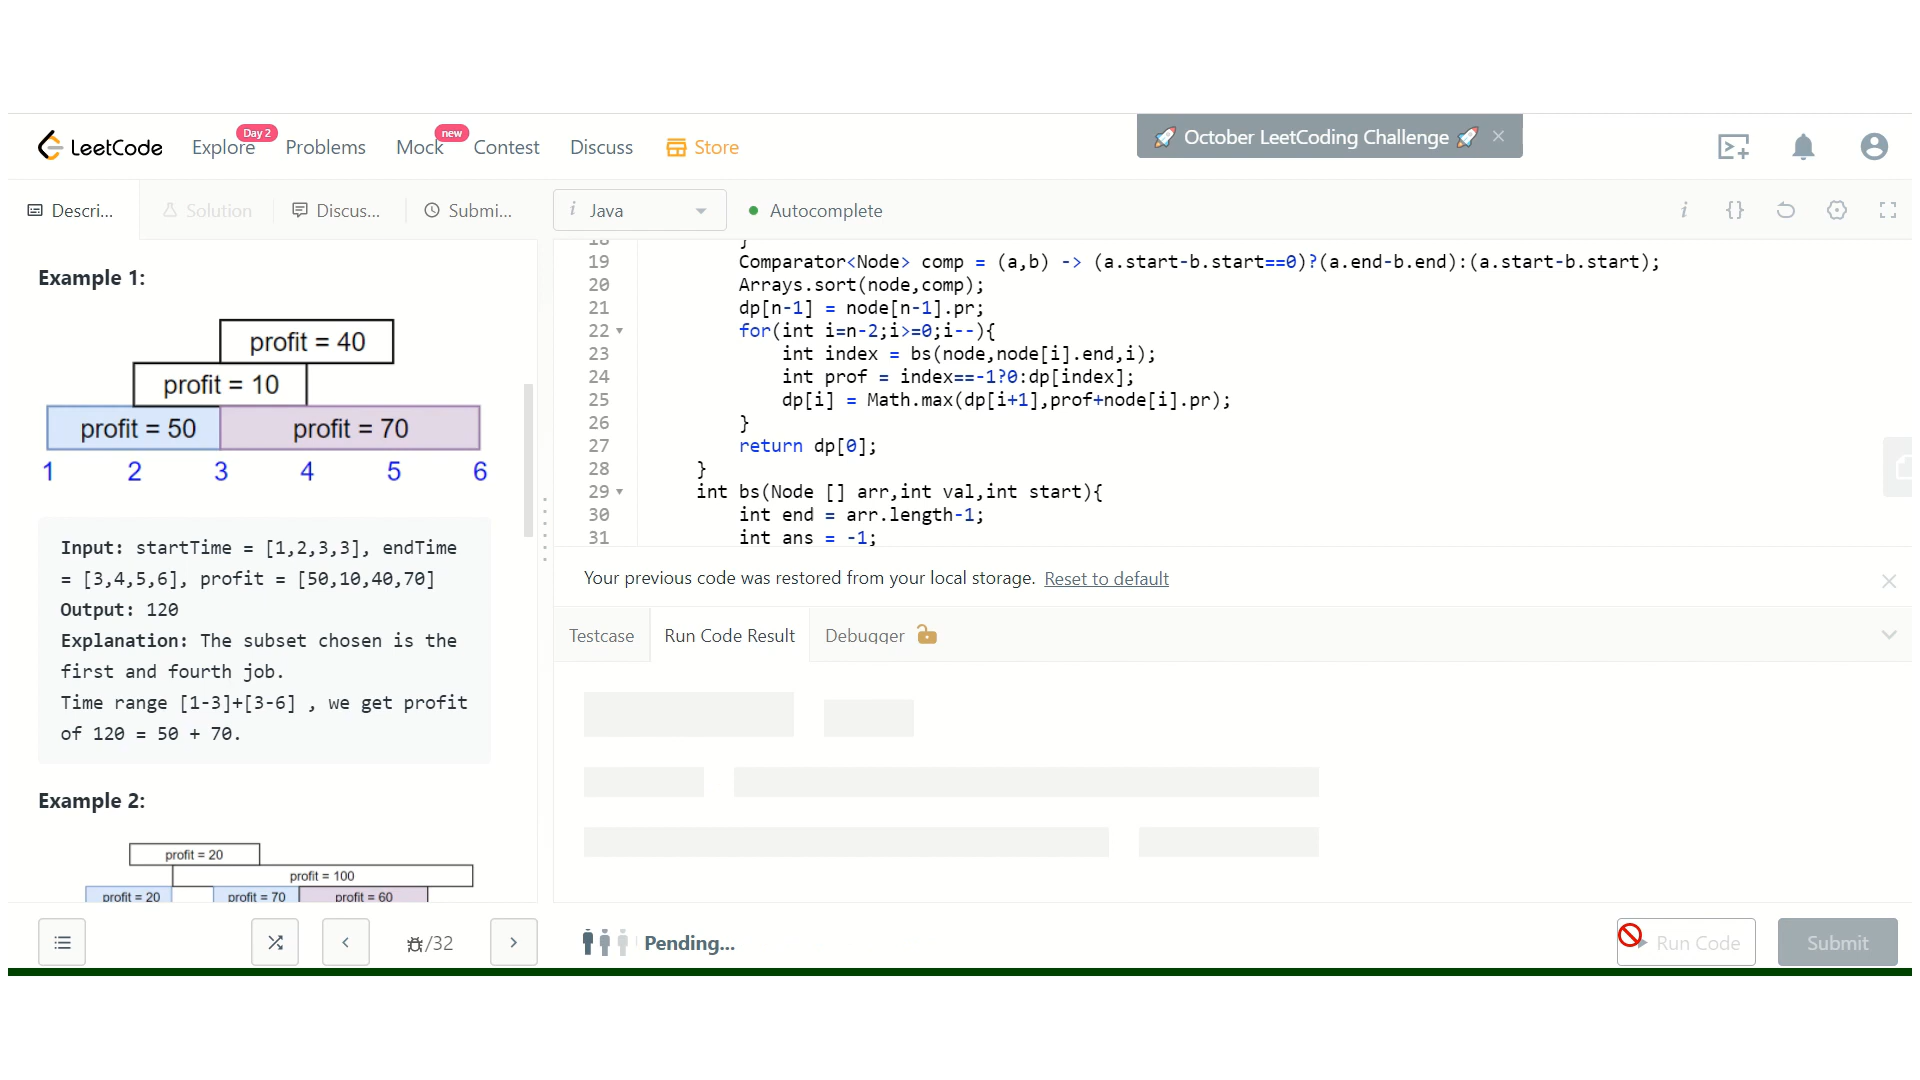 LeetCode
Explore
Day 2
Problems
Mock
new
Contest
Discuss
Store
🚀 October LeetCoding Challenge 🚀 ×
Descri...
Solution
Discus...
Submi...
i Java
Autocomplete
i {}
Example 1:
profit = 40
profit = 10
profit = 50
profit = 70
1 2 3 4 5 6
Input: startTime = [1,2,3,3], endTime
= [3,4,5,6], profit = [50,10,40,70]
Output: 120
Explanation: The subset chosen is the
first and fourth job.
Time range [1-3]+[3-6] , we get profit
of 120 = 50 + 70.
Example 2:
profit = 20
profit = 100
profit = 20
profit = 70
profit = 60
/32
18 }
19 Comparator<Node> comp = (a,b) -> (a.start-b.start==0)?(a.end-b.end):(a.start-b.start);
20 Arrays.sort(node,comp);
21 dp[n-1] = node[n-1].pr;
22 for(int i=n-2;i>=0;i--){
23 int index = bs(node,node[i].end,i);
24 int prof = index==-1?0:dp[index];
25 dp[i] = Math.max(dp[i+1],prof+node[i].pr);
26 }
27 return dp[0];
28 }
29 int bs(Node [] arr,int val,int start){
30 int end = arr.length-1;
31 int ans = -1;
Your previous code was restored from your local storage. Reset to default
Testcase
Run Code Result
Debugger
Pending...
Run Code
Submit